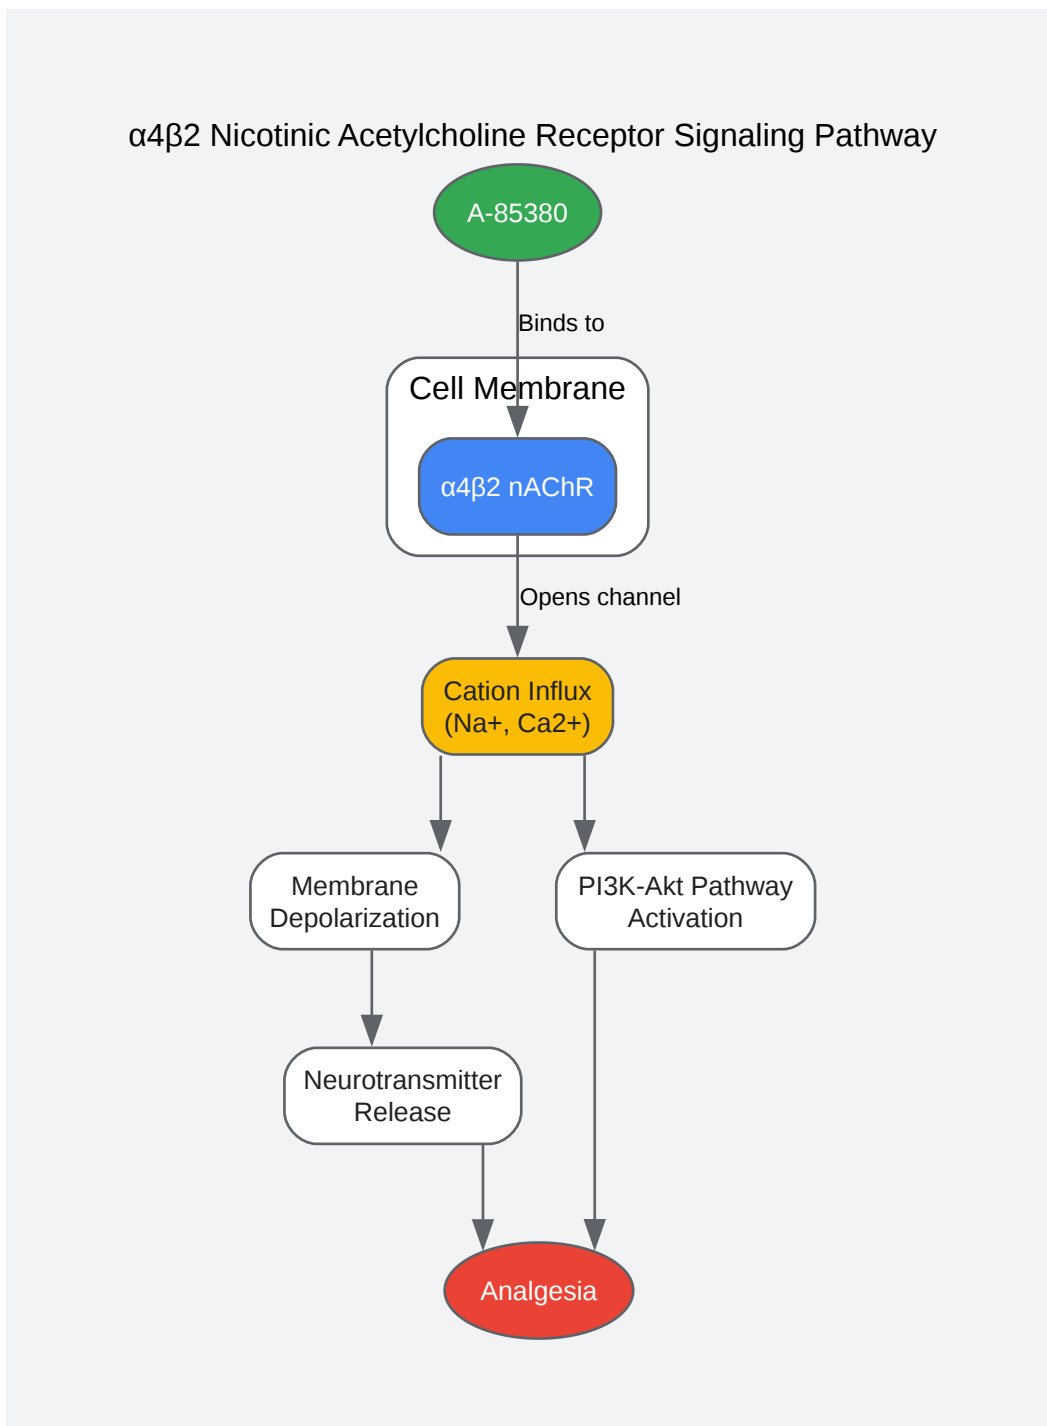 α4β2 Nicotinic Acetylcholine Receptor Signaling Pathway
A-85380
Binds to
Cell Membrane
α4β2 nAChR
Opens channel
Cation Influx
(Na+, Ca2+)
Membrane
Depolarization
PI3K-Akt Pathway
Activation
Neurotransmitter
Release
Analgesia